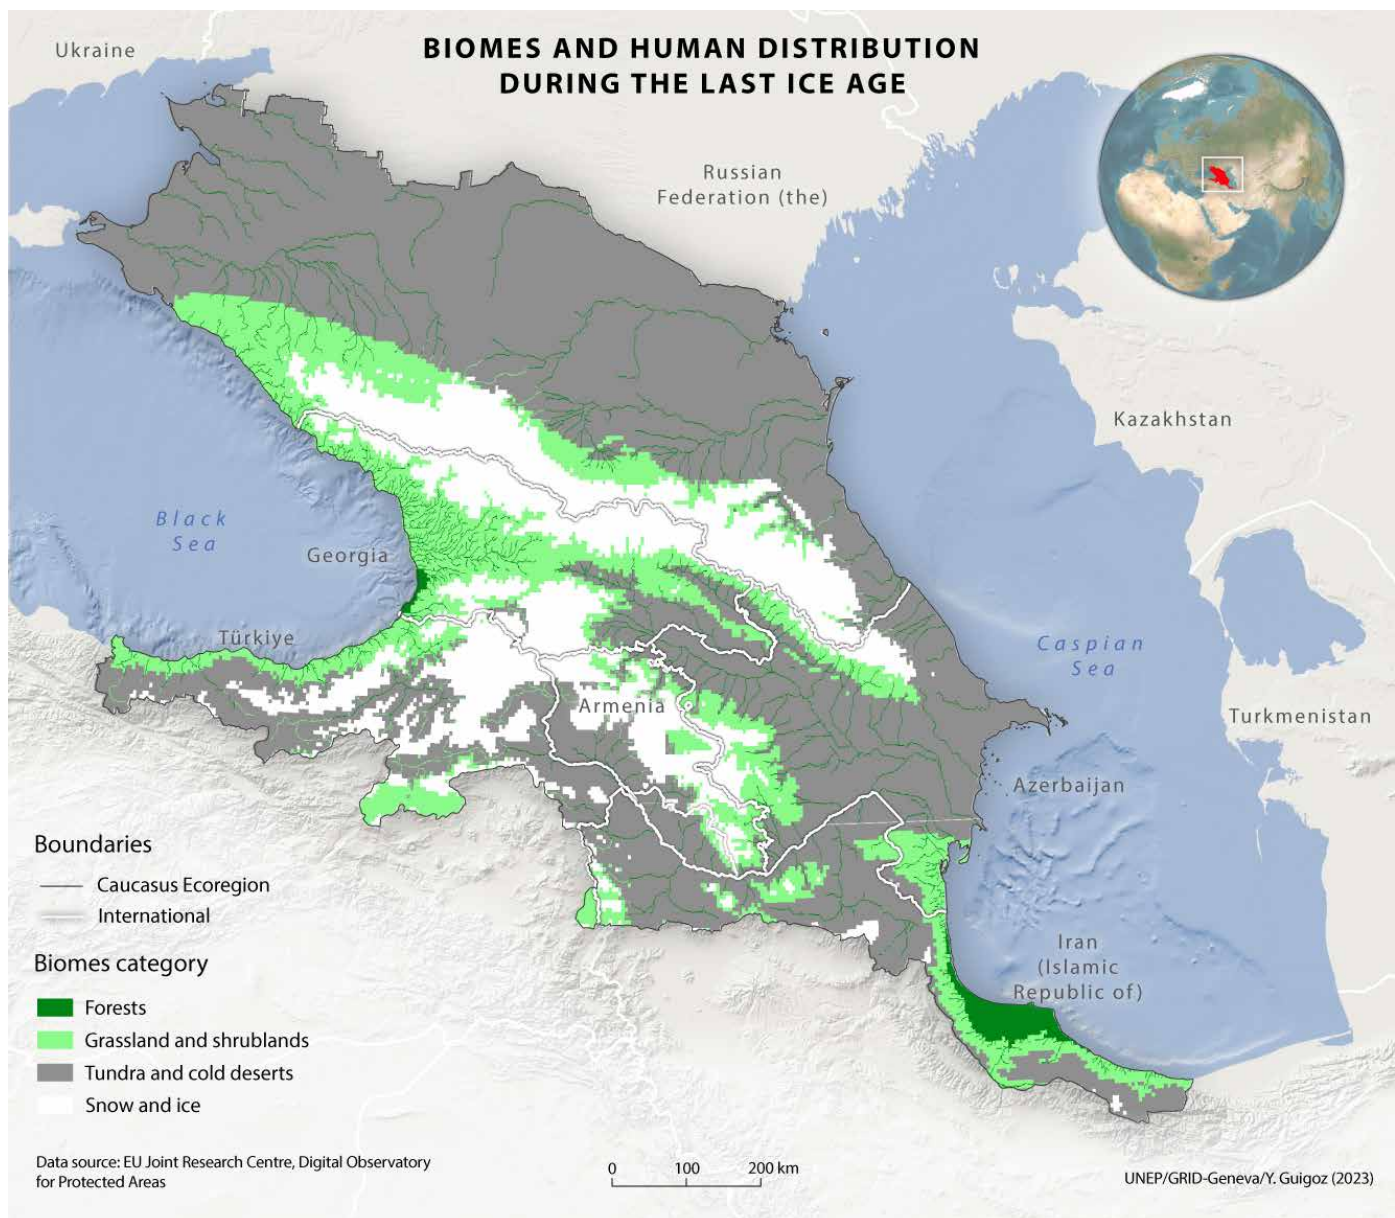 BIOMES AND HUMAN DISTRIBUTION
DURING THE LAST ICE AGE
Ukraine
Russian
Federation (the)
Kazakhstan
Black
Sea
Georgia
Türkiye
Caspian
Sea
Armenia
Turkmenistan
Azerbaijan
Iran
(Islamic
Republic of)
Boundaries
Caucasus Ecoregion
International
Biomes category
Forests
Grassland and shrublands
Tundra and cold deserts
Snow and ice
Data source: EU Joint Research Centre, Digital Observatory
for Protected Areas
0 100 200 km
UNEP/GRID-Geneva/Y. Guigoz (2023)